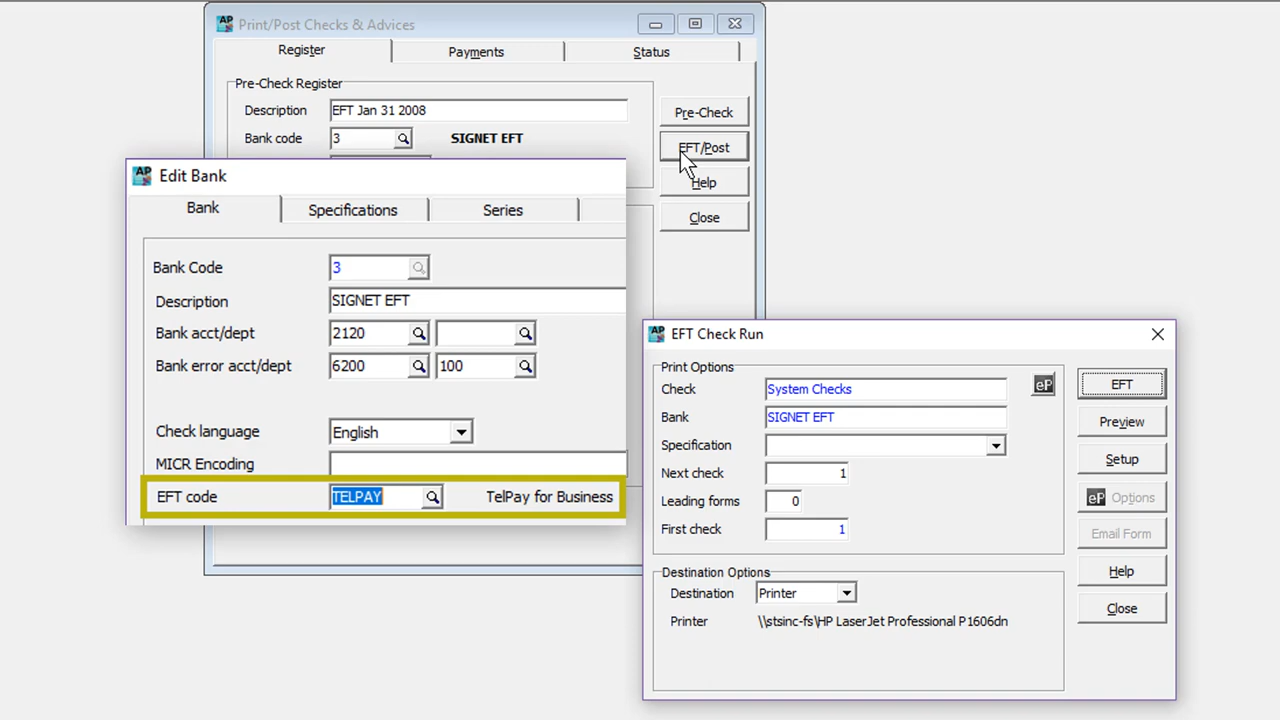 AP Print/Post Checks & Advices
Register Payments Status
Pre-Check Register
Description EFT Jan 31 2008
Bank code 3 SIGNET EFT
Pre-Check
EFT/Post
Help
Close
AP Edit Bank
Bank Specifications Series
Bank Code 3
Description SIGNET EFT
Bank acct/dept 2120
Bank error acct/dept 6200 100
Check language English
MICR Encoding
EFT code TELPAY TelPay for Business
AP EFT Check Run
Print Options
Check System Checks eP
Bank SIGNET EFT
Specification
Next check 1
Leading forms 0
First check 1
EFT
Preview
Setup
eP Options
Email Form
Help
Close
Destination Options
Destination Printer
Printer \\stsinc-fs\HP LaserJet Professional P1606dn